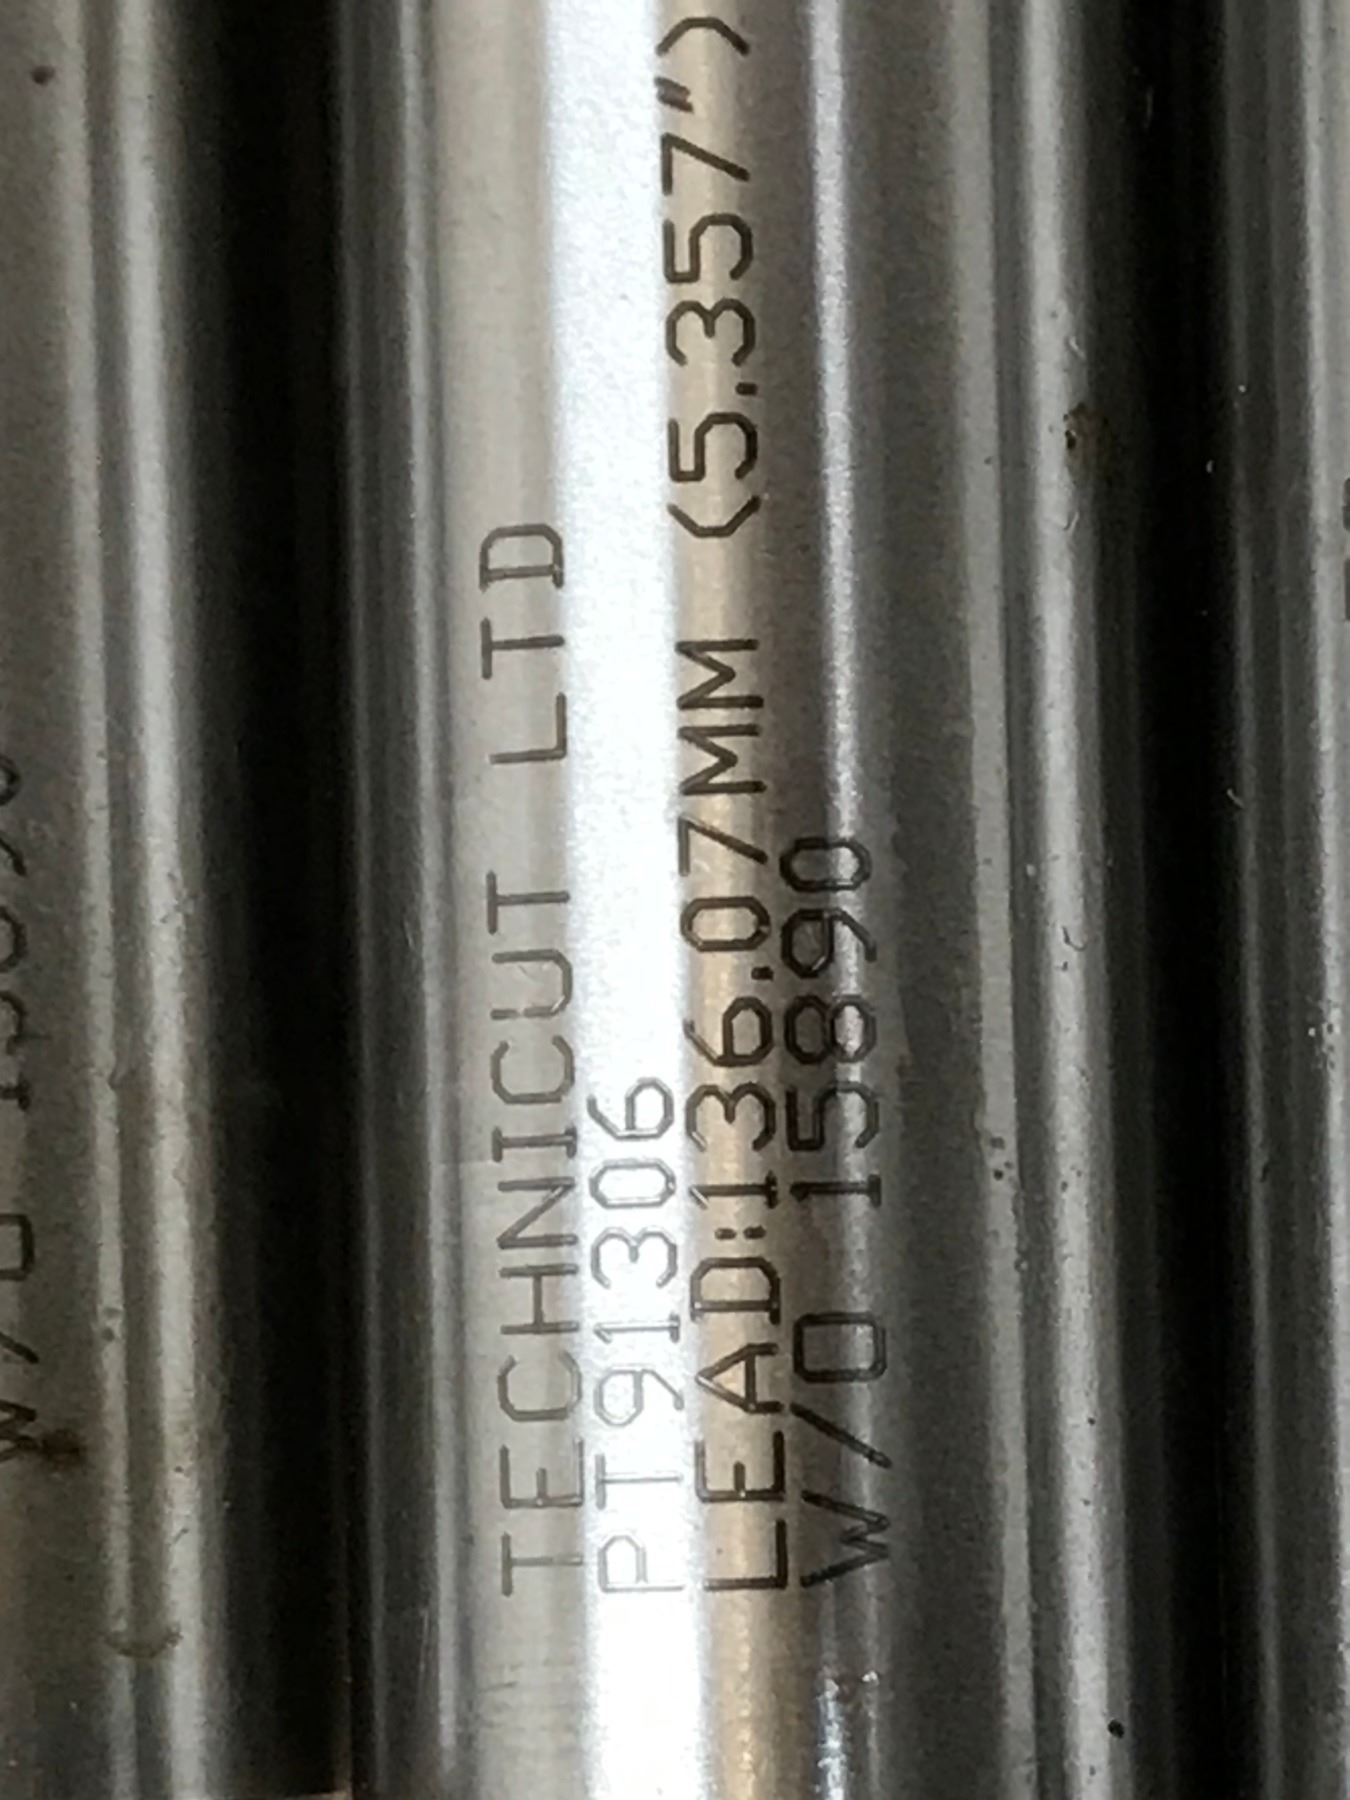 TECHNICUT LTD
PT91306
LEAD:136.07MM (5.357")
W/O 15890